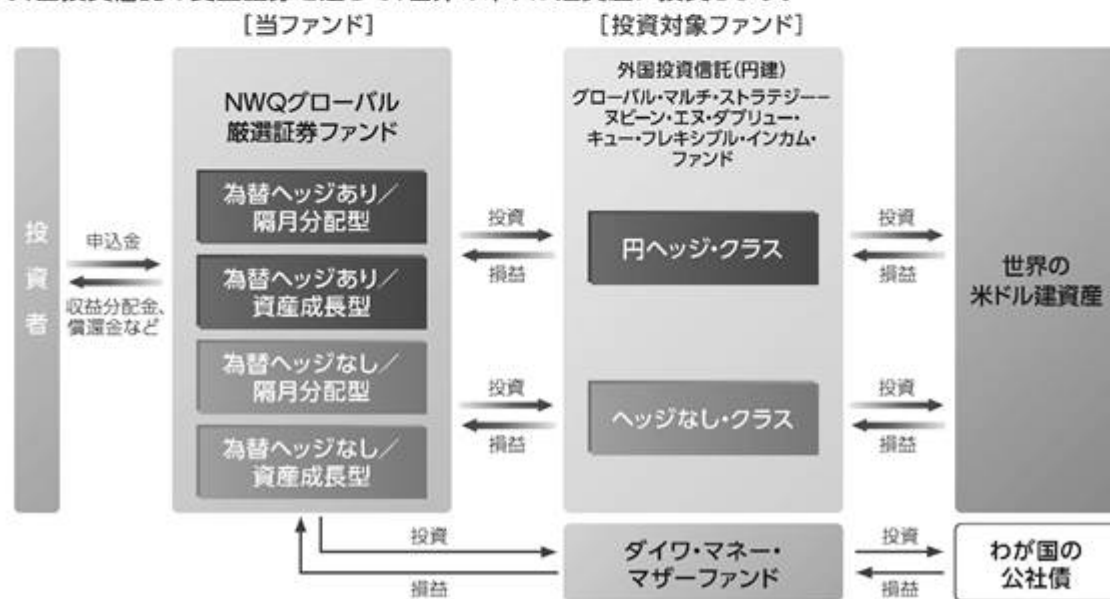 [当ファンド]
[投資対象ファンド]
投資者
申込金
収益分配金、
償還金など
NWQグローバル
厳選証券ファンド
為替ヘッジあり／
隔月分配型
為替ヘッジあり／
資産成長型
為替ヘッジなし／
隔月分配型
為替ヘッジなし／
資産成長型
投資
損益
投資
損益
外国投資信託(円建)
グローバル・マルチ・ストラテジーー
ヌビーン・エヌ・ダブリュー・
キュー・フレキシブル・インカム・
ファンド
円ヘッジ・クラス
ヘッジなし・クラス
投資
損益
投資
損益
世界の
米ドル建資産
投資
損益
ダイワ・マネー・
マザーファンド
投資
損益
わが国の
公社債